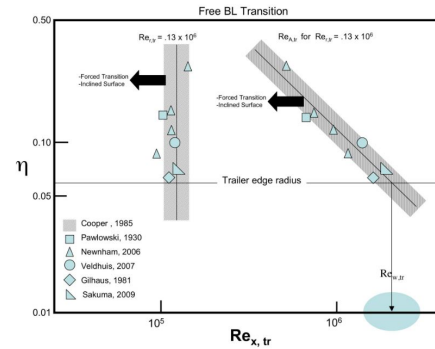 Free BL Transition
0.50
0.10
0.05
0.01
η
Re_r,tr = .13 x 10^6
Re_h,tr for Re_r,tr = .13 x 10^6
-Forced Transition
-Inclined Surface
-Forced Transition
-Inclined Surface
Trailer edge radius
Cooper, 1985
Pawlowski, 1930
Newnham, 2006
Veldhuis, 2007
Gilhaus, 1981
Sakuma, 2009
Re_w,tr
10^5
10^6
Re_x, tr